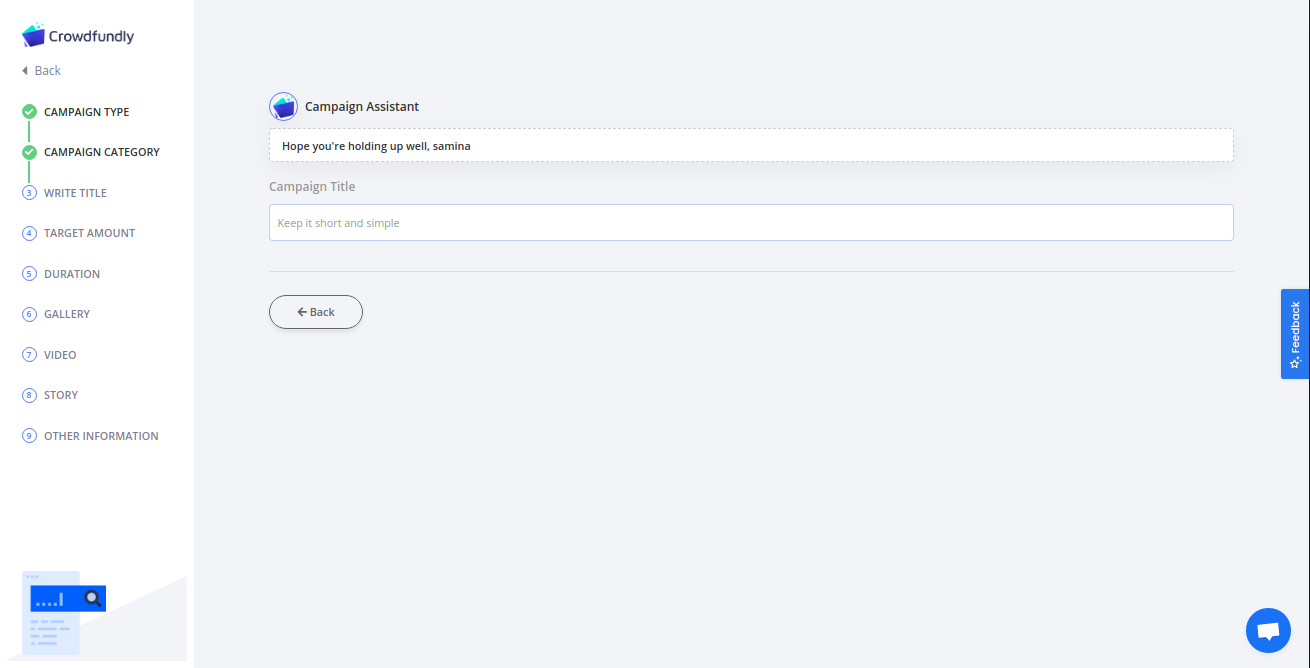 Crowdfundly
Back
CAMPAIGN TYPE
CAMPAIGN CATEGORY
3 WRITE TITLE
4 TARGET AMOUNT
5 DURATION
6 GALLERY
7 VIDEO
8 STORY
9 OTHER INFORMATION
Campaign Assistant
Hope you're holding up well, samina
Campaign Title
Keep it short and simple
Back
Feedback